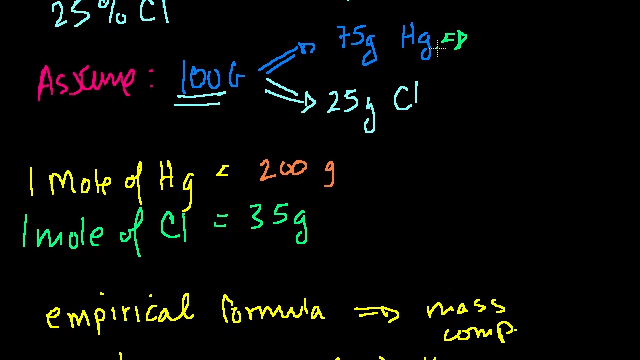 25% Cl
75g Hg ⇒
Assume: 100G
25g Cl
1 Mole of Hg = 200 g
1 mole of Cl = 35g
empirical formula ⇒ mass
comp.